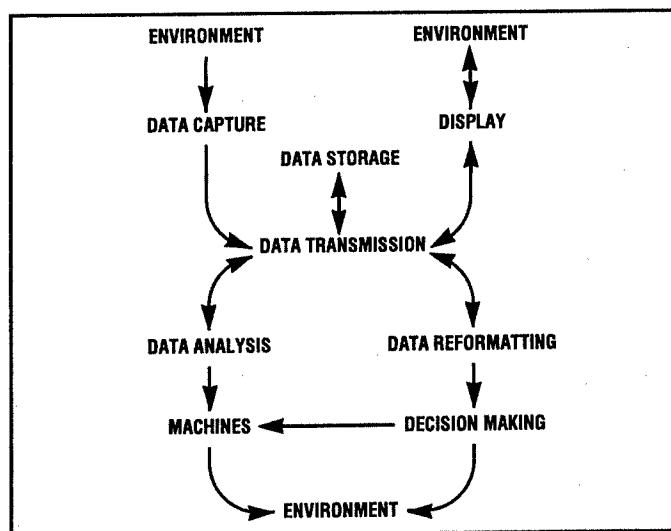 ENVIRONMENT
ENVIRONMENT
DATA CAPTURE
DISPLAY
DATA STORAGE
DATA TRANSMISSION
DATA ANALYSIS
DATA REFORMATTING
MACHINES
DECISION MAKING
ENVIRONMENT